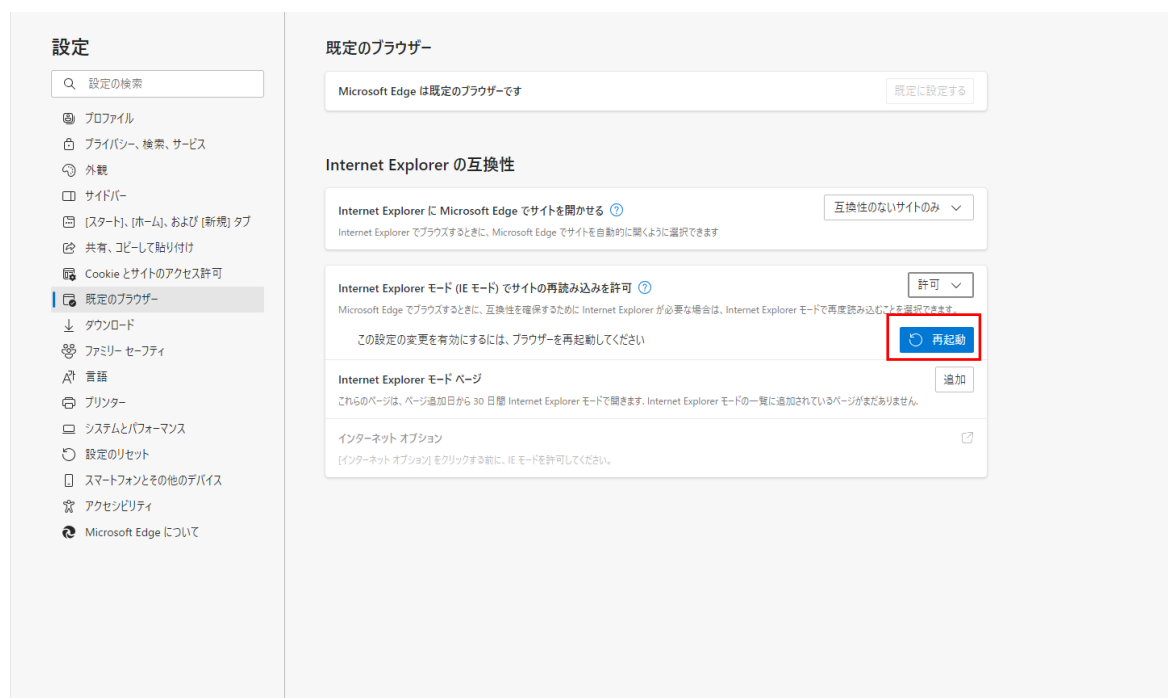 設定
設定の検索
プロファイル
プライバシー、検索、サービス
外観
サイドバー
[スタート]、[ホーム]、および [新規] タブ
共有、コピーして貼り付け
Cookie とサイトのアクセス許可
既定のブラウザー
ダウンロード
ファミリー セーフティ
言語
プリンター
システムとパフォーマンス
設定のリセット
スマートフォンとその他のデバイス
アクセシビリティ
Microsoft Edge について
既定のブラウザー
Microsoft Edge は既定のブラウザーです
既定に設定する
Internet Explorer の互換性
Internet Explorer に Microsoft Edge でサイトを開かせる
互換性のないサイトのみ
Internet Explorer でブラウズするときに、Microsoft Edge でサイトを自動的に開くように選択できます
Internet Explorer モード (IE モード) でサイトの再読み込みを許可
許可
Microsoft Edge でブラウズするときに、互換性を確保するために Internet Explorer が必要な場合は、Internet Explorer モードで再度読み込むことを選択できます。
この設定の変更を有効にするには、ブラウザーを再起動してください
再起動
Internet Explorer モード ページ
追加
これらのページは、ページ追加日から 30 日間 Internet Explorer モードで開きます. Internet Explorer モードの一覧に追加されているページがまだありません.
インターネット オプション
[インターネット オプション] をクリックする前に、IE モードを許可してください。